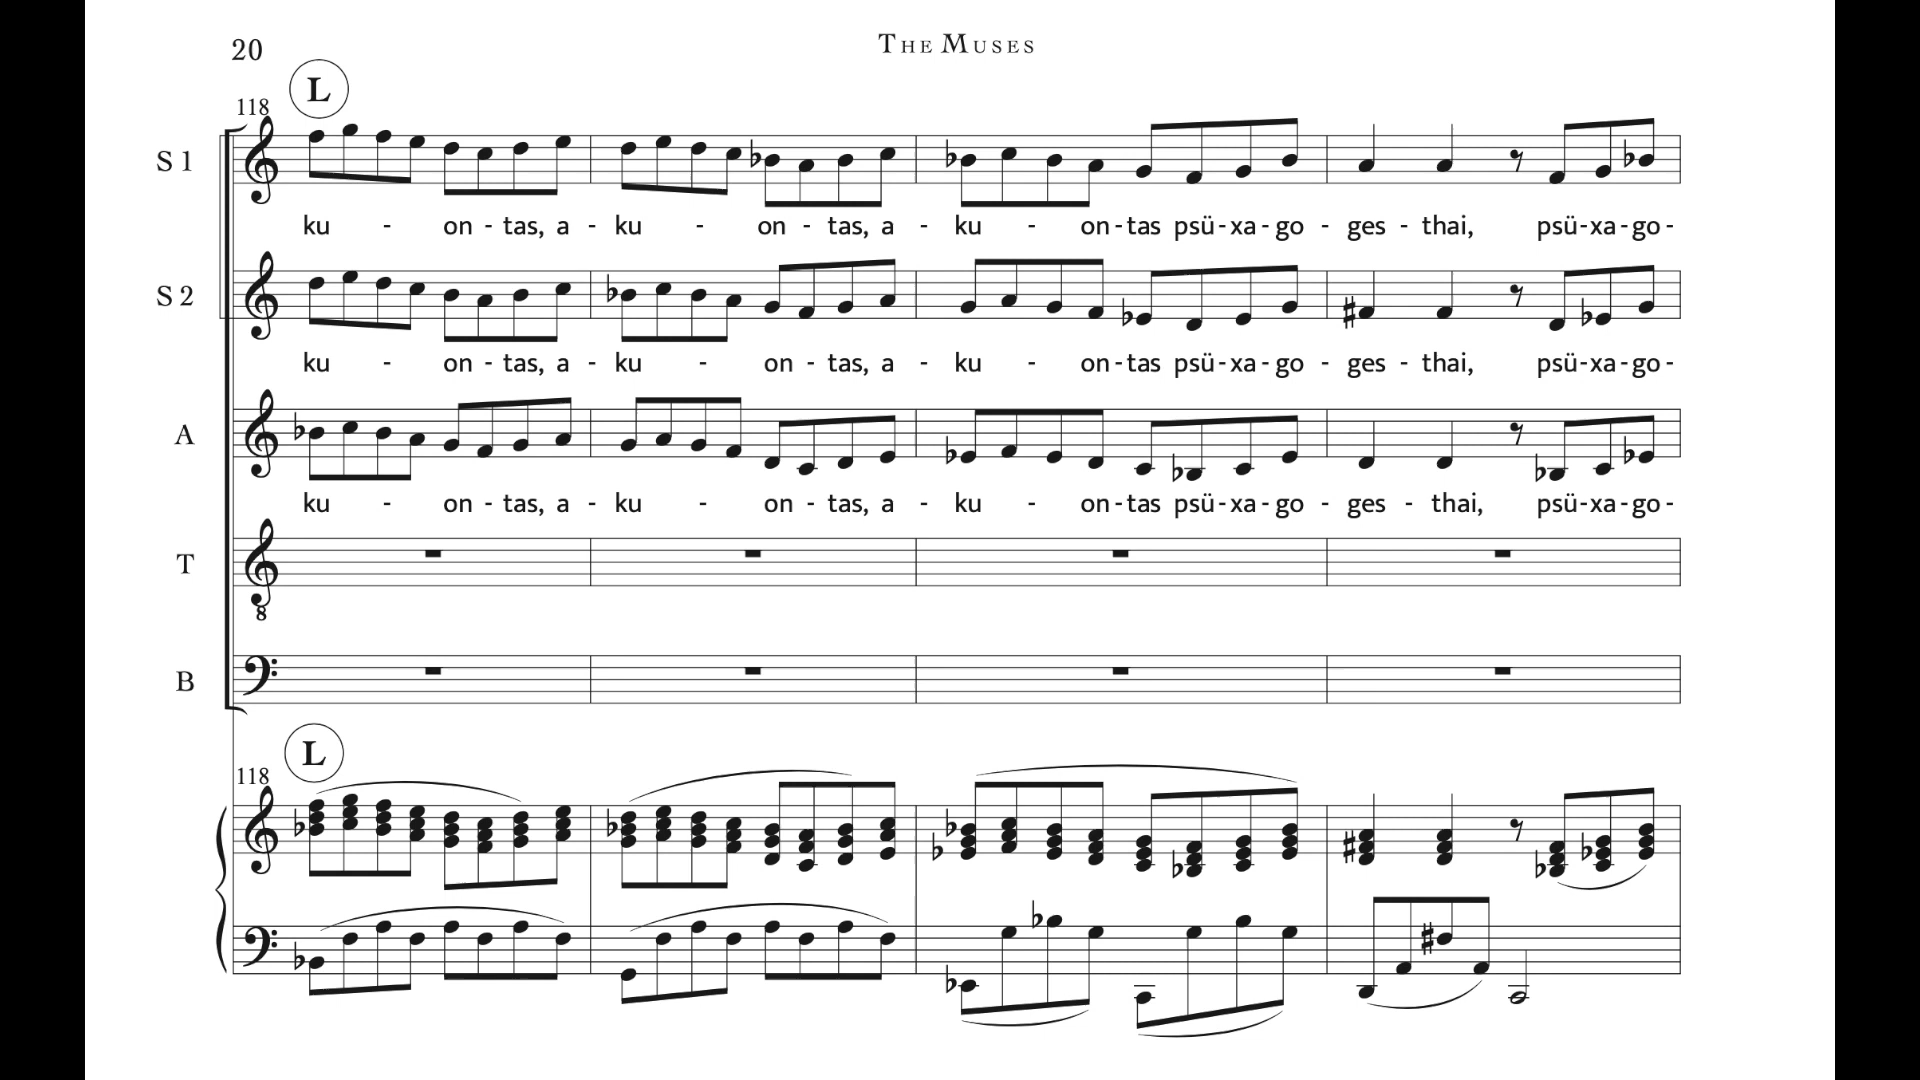 20
THE MUSES
L
118
S 1
ku - on - tas, a - ku - on - tas, a - ku - on - tas psü - xa - go - ges - thai, psü - xa - go -
S 2
ku - on - tas, a - ku - on - tas, a - ku - on - tas psü - xa - go - ges - thai, psü - xa - go -
A
ku - on - tas, a - ku - on - tas, a - ku - on - tas psü - xa - go - ges - thai, psü - xa - go -
T
8
B
L
118